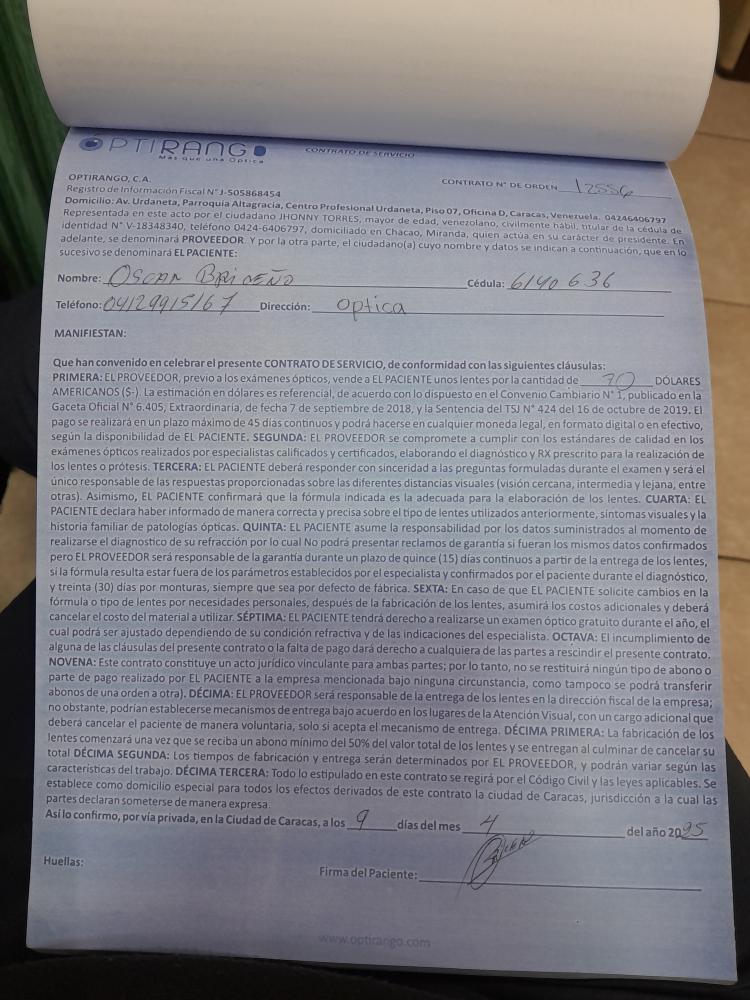 OPTIRANGO
Más que una Óptica
CONTRATO DE SERVICIO
OPTIRANGO, C.A.
CONTRATO N° DE ORDEN 12556
Registro de Información Fiscal N° J-505868454
Domicilio: Av. Urdaneta, Parroquia Altagracia, Centro Profesional Urdaneta, Piso 07, Oficina D, Caracas, Venezuela. 04246406797
Representada en este acto por el ciudadano JHONNY TORRES, mayor de edad, venezolano, civilmente hábil, titular de la cédula de
identidad N° V-18348340, teléfono 0424-6406797, domiciliado en Chacao, Miranda, quien actúa en su carácter de presidente. En
adelante, se denominará PROVEEDOR. Y por la otra parte, el ciudadano(a) cuyo nombre y datos se indican a continuación, que en lo
sucesivo se denominará EL PACIENTE:
Nombre: OSCAR BRICEÑO Cédula: 6140636
Teléfono: 04129915167 Dirección: Optica
MANIFIESTAN:
Que han convenido en celebrar el presente CONTRATO DE SERVICIO, de conformidad con las siguientes cláusulas:
PRIMERA: EL PROVEEDOR, previo a los exámenes ópticos, vende a EL PACIENTE unos lentes por la cantidad de 70 DÓLARES
AMERICANOS ($-). La estimación en dólares es referencial, de acuerdo con lo dispuesto en el Convenio Cambiario N° 1, publicado en la
Gaceta Oficial N° 6.405, Extraordinaria, de fecha 7 de septiembre de 2018, y la Sentencia del TSJ N° 424 del 16 de octubre de 2019. El
pago se realizará en un plazo máximo de 45 días continuos y podrá hacerse en cualquier moneda legal, en formato digital o en efectivo,
según la disponibilidad de EL PACIENTE. SEGUNDA: EL PROVEEDOR se compromete a cumplir con los estándares de calidad en los
exámenes ópticos realizados por especialistas calificados y certificados, elaborando el diagnóstico y RX prescrito para la realización de
los lentes o prótesis. TERCERA: EL PACIENTE deberá responder con sinceridad a las preguntas formuladas durante el examen y será el
único responsable de las respuestas proporcionadas sobre las diferentes distancias visuales (visión cercana, intermedia y lejana, entre
otras). Asimismo, EL PACIENTE confirmará que la fórmula indicada es la adecuada para la elaboración de los lentes. CUARTA: EL
PACIENTE declara haber informado de manera correcta y precisa sobre el tipo de lentes utilizados anteriormente, síntomas visuales y la
historia familiar de patologías ópticas. QUINTA: EL PACIENTE asume la responsabilidad por los datos suministrados al momento de
realizarse el diagnostico de su refracción por lo cual No podrá presentar reclamos de garantía si fueran los mismos datos confirmados
pero EL PROVEEDOR será responsable de la garantía durante un plazo de quince (15) días continuos a partir de la entrega de los lentes,
si la fórmula resulta estar fuera de los parámetros establecidos por el especialista y confirmados por el paciente durante el diagnóstico,
y treinta (30) días por monturas, siempre que sea por defecto de fábrica. SEXTA: En caso de que EL PACIENTE solicite cambios en la
fórmula o tipo de lentes por necesidades personales, después de la fabricación de los lentes, asumirá los costos adicionales y deberá
cancelar el costo del material a utilizar. SÉPTIMA: EL PACIENTE tendrá derecho a realizarse un examen óptico gratuito durante el año, el
cual podrá ser ajustado dependiendo de su condición refractiva y de las indicaciones del especialista. OCTAVA: El incumplimiento de
alguna de las cláusulas del presente contrato o la falta de pago dará derecho a cualquiera de las partes a rescindir el presente contrato.
NOVENA: Este contrato constituye un acto jurídico vinculante para ambas partes; por lo tanto, no se restituirá ningún tipo de abono o
parte de pago realizado por EL PACIENTE a la empresa mencionada bajo ninguna circunstancia, como tampoco se podrá transferir
abonos de una orden a otra). DÉCIMA: EL PROVEEDOR será responsable de la entrega de los lentes en la dirección fiscal de la empresa;
no obstante, podrían establecerse mecanismos de entrega bajo acuerdo en los lugares de la Atención Visual, con un cargo adicional que
deberá cancelar el paciente de manera voluntaria, solo si acepta el mecanismo de entrega. DÉCIMA PRIMERA: La fabricación de los
lentes comenzará una vez que se reciba un abono mínimo del 50% del valor total de los lentes y se entregan al culminar de cancelar su
total DÉCIMA SEGUNDA: Los tiempos de fabricación y entrega serán determinados por EL PROVEEDOR, y podrán variar según las
características del trabajo. DÉCIMA TERCERA: Todo lo estipulado en este contrato se regirá por el Código Civil y las leyes aplicables. Se
establece como domicilio especial para todos los efectos derivados de este contrato la ciudad de Caracas, jurisdicción a la cual las
partes declaran someterse de manera expresa.
Así lo confirmo, por vía privada, en la Ciudad de Caracas, a los 9 días del mes 4 del año 2025
Huellas:
Firma del Paciente:
www.optirango.com